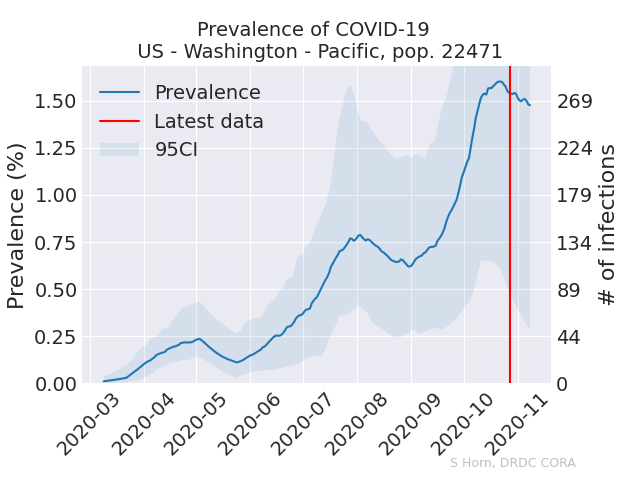 Prevalence of COVID-19
US - Washington - Pacific, pop. 22471
Prevalence
Latest data
95CI
Prevalence (%)
1.50
1.25
1.00
0.75
0.50
0.25
0.00
269
224
179
134
89
44
0
# of infections
2020-03
2020-04
2020-05
2020-06
2020-07
2020-08
2020-09
2020-10
2020-11
S Horn, DRDC CORA